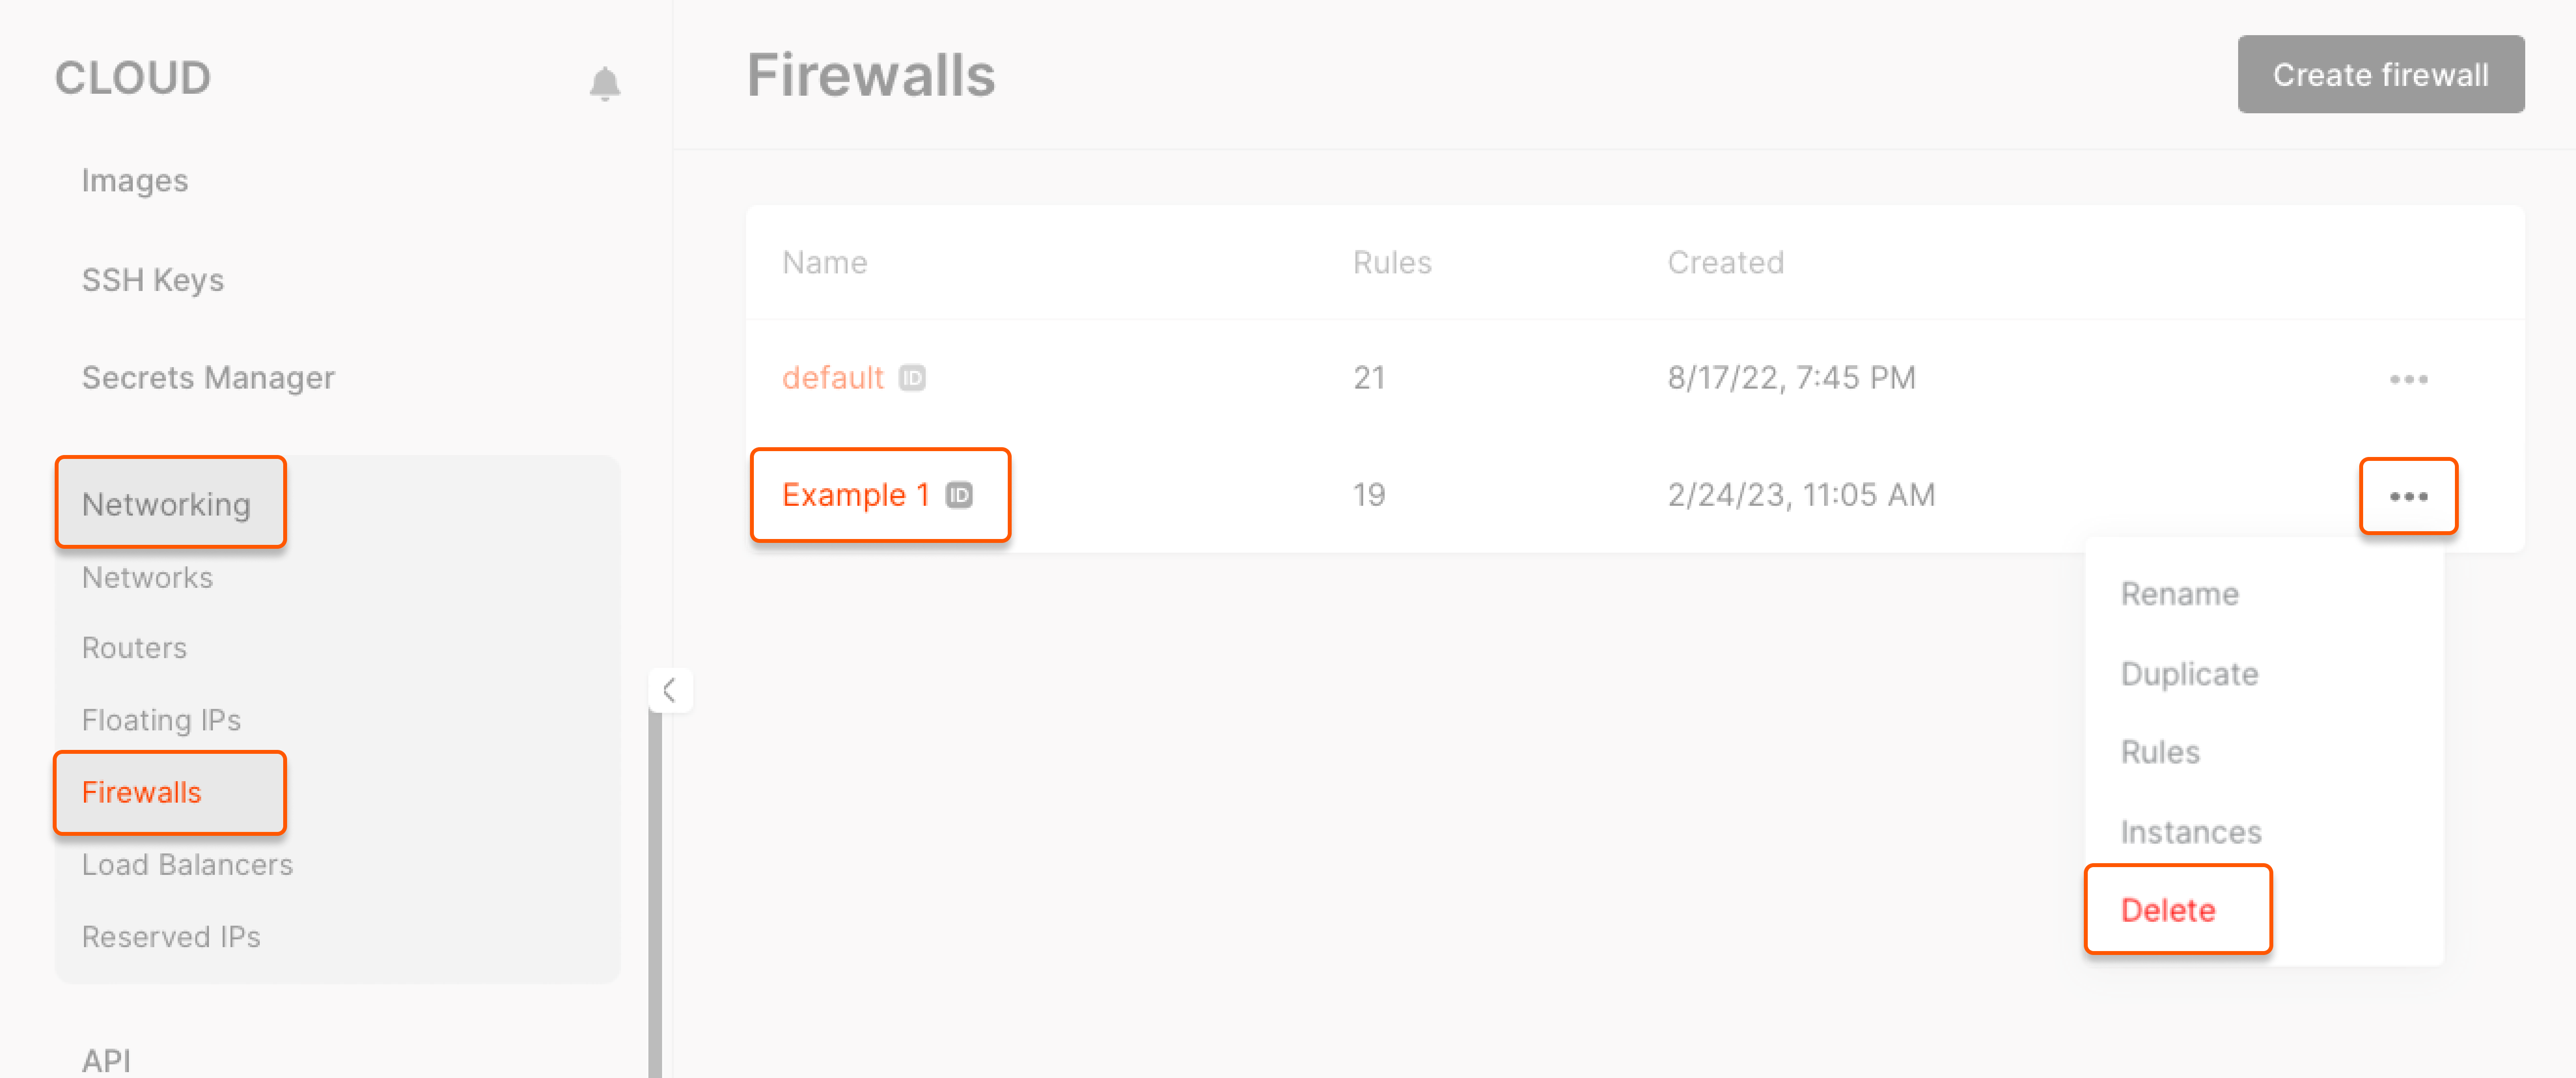 CLOUD
Images
SSH Keys
Secrets Manager
Networking
Networks
Routers
Floating IPs
Firewalls
Load Balancers
Reserved IPs
API
Firewalls
Create firewall
Name Rules Created
default ID 21 8/17/22, 7:45 PM
Example 1 ID 19 2/24/23, 11:05 AM
Rename
Duplicate
Rules
Instances
Delete